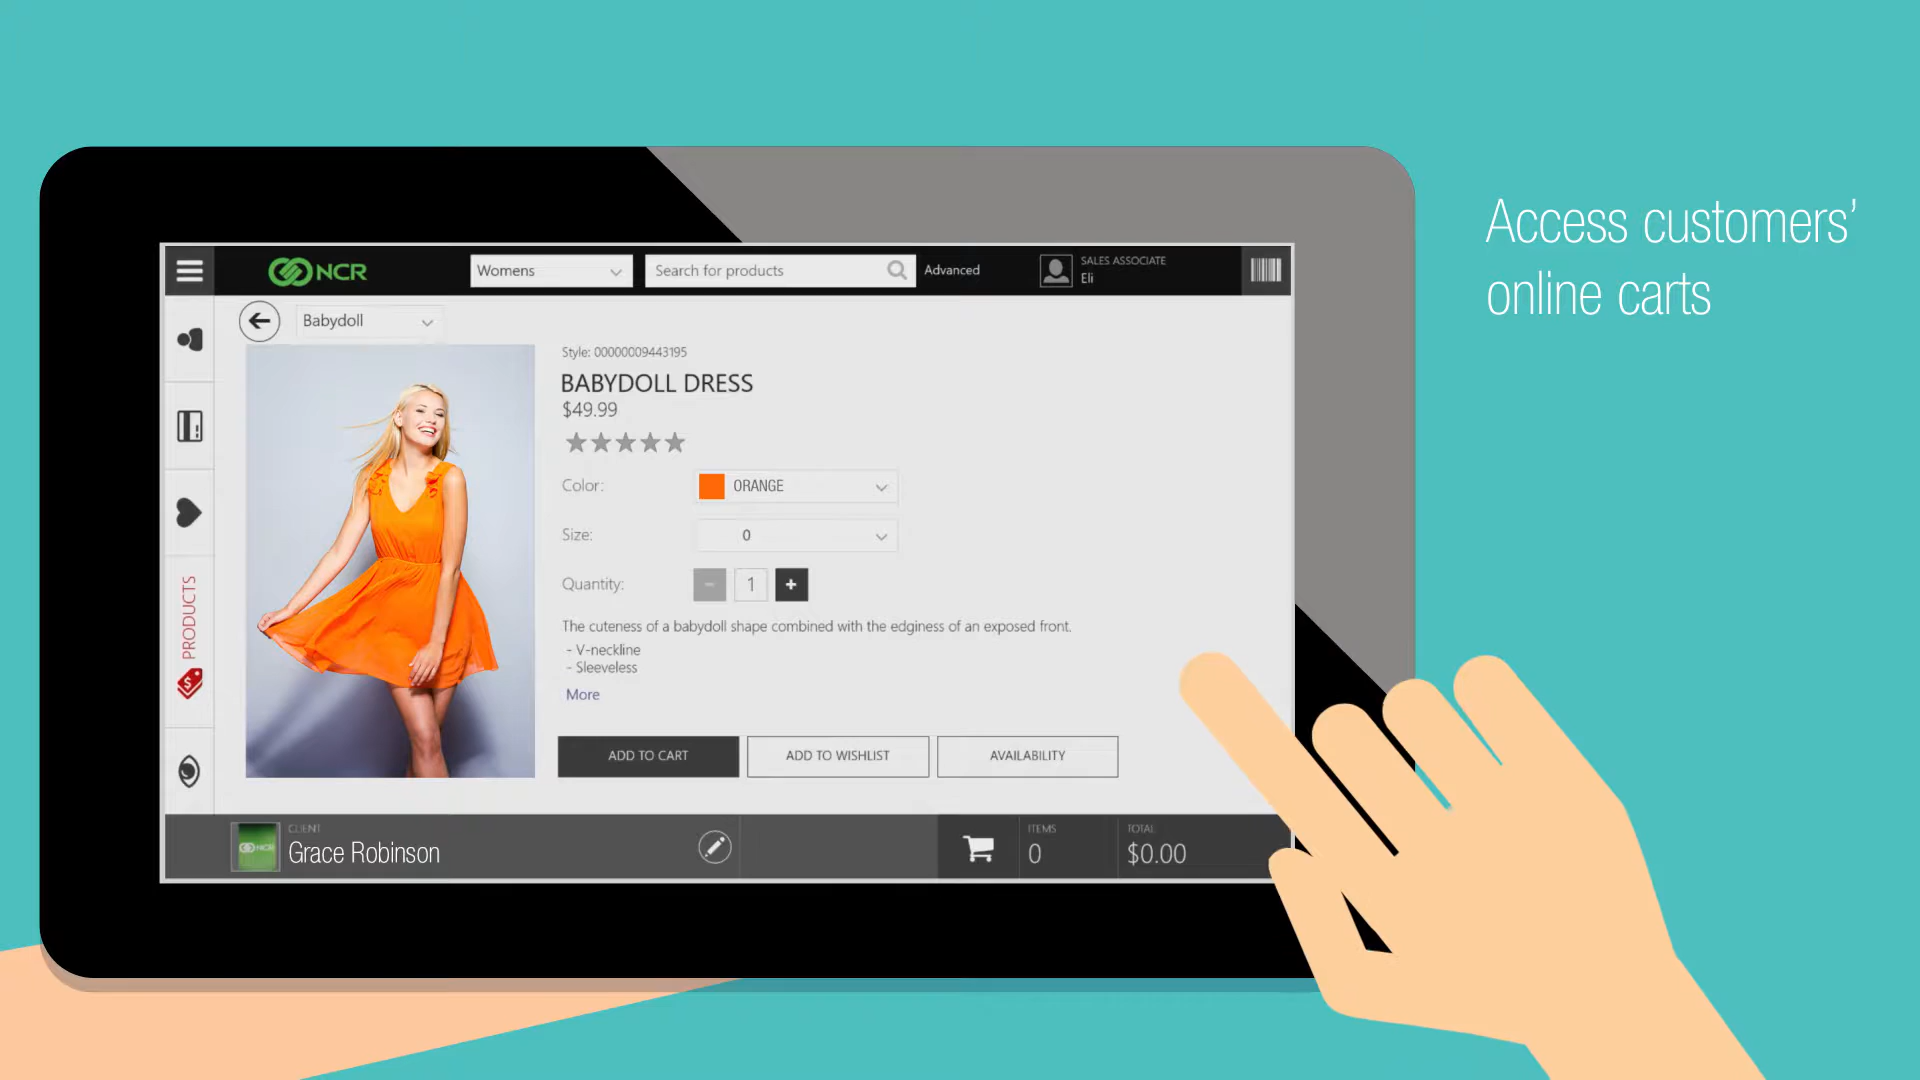 Access customers’
online carts
NCR
Womens
Search for products
Advanced
SALES ASSOCIATE
Eli
Babydoll
Style: 00000009443195
BABYDOLL DRESS
$49.99
Color:
ORANGE
Size:
0
Quantity:
- 1 +
The cuteness of a babydoll shape combined with the edginess of an exposed front.
- V-neckline
- Sleeveless
More
PRODUCTS
$
ADD TO CART
ADD TO WISHLIST
AVAILABILITY
NCR
CLIENT
Grace Robinson
ITEMS
0
TOTAL
$0.00